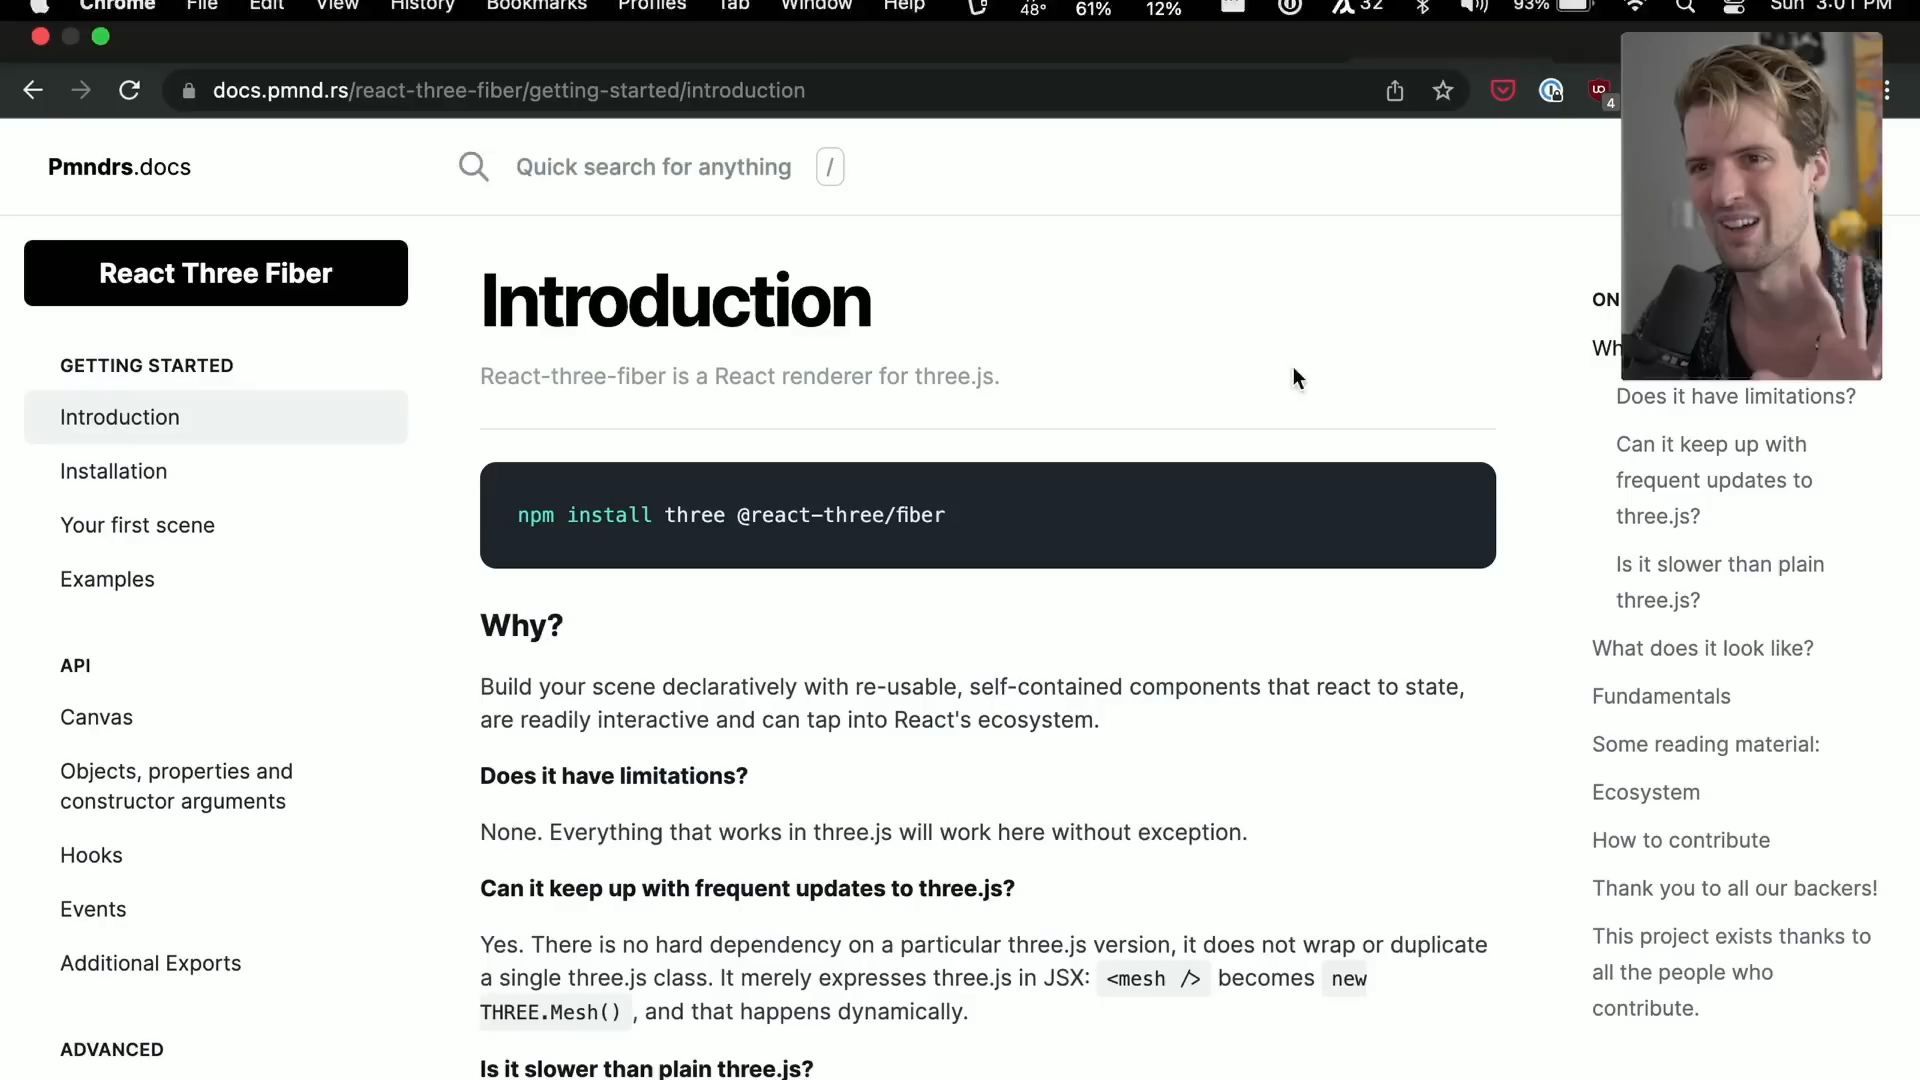 Chrome File Edit View History Bookmarks Profiles Tab Window Help 48° 61% 12% 32 93% Sun 3:01 PM
docs.pmnd.rs/react-three-fiber/getting-started/introduction
4
Pmndrs.docs
Quick search for anything /
React Three Fiber
GETTING STARTED
Introduction
Installation
Your first scene
Examples
API
Canvas
Objects, properties and
constructor arguments
Hooks
Events
Additional Exports
ADVANCED
Introduction
React-three-fiber is a React renderer for three.js.
npm install three @react-three/fiber
Why?
Build your scene declaratively with re-usable, self-contained components that react to state,
are readily interactive and can tap into React's ecosystem.
Does it have limitations?
None. Everything that works in three.js will work here without exception.
Can it keep up with frequent updates to three.js?
Yes. There is no hard dependency on a particular three.js version, it does not wrap or duplicate
a single three.js class. It merely expresses three.js in JSX: <mesh /> becomes new
THREE.Mesh() , and that happens dynamically.
Is it slower than plain three.js?
ON
Wh
Does it have limitations?
Can it keep up with
frequent updates to
three.js?
Is it slower than plain
three.js?
What does it look like?
Fundamentals
Some reading material:
Ecosystem
How to contribute
Thank you to all our backers!
This project exists thanks to
all the people who
contribute.